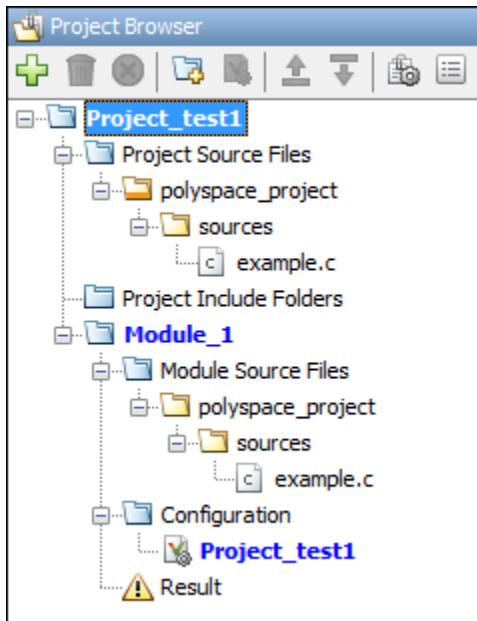 Project Browser
Project_test1
Project Source Files
polyspace_project
sources
c example.c
Project Include Folders
Module_1
Module Source Files
polyspace_project
sources
c example.c
Configuration
Project_test1
Result